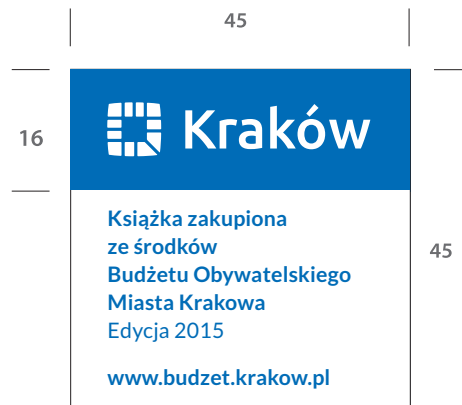 45
16
Kraków
Książka zakupiona
ze środków
Budżetu Obywatelskiego
Miasta Krakowa
Edycja 2015
www.budzet.krakow.pl
45